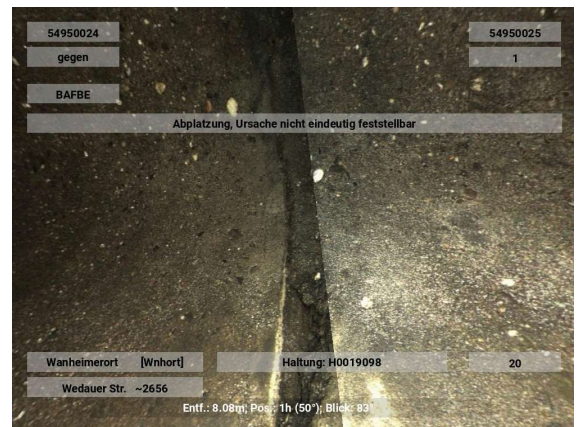 54950024 54950025
gegen 1
BAFBE
Abplatzung, Ursache nicht eindeutig feststellbar
Wanheimerort [Wnhort] Haltung: H0019098 20
Wedauer Str. ~2656
Entf.: 8.08m; Pos.: 1h (50°); Blick: 83°